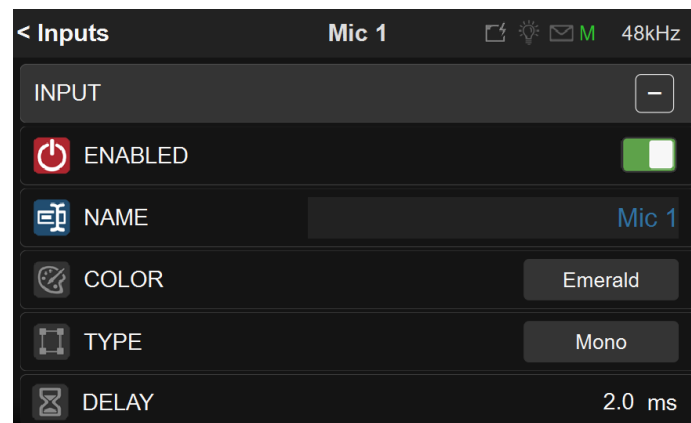 < Inputs Mic 1 M 48kHz
INPUT −
ENABLED
NAME Mic 1
COLOR Emerald
TYPE Mono
DELAY 2.0 ms